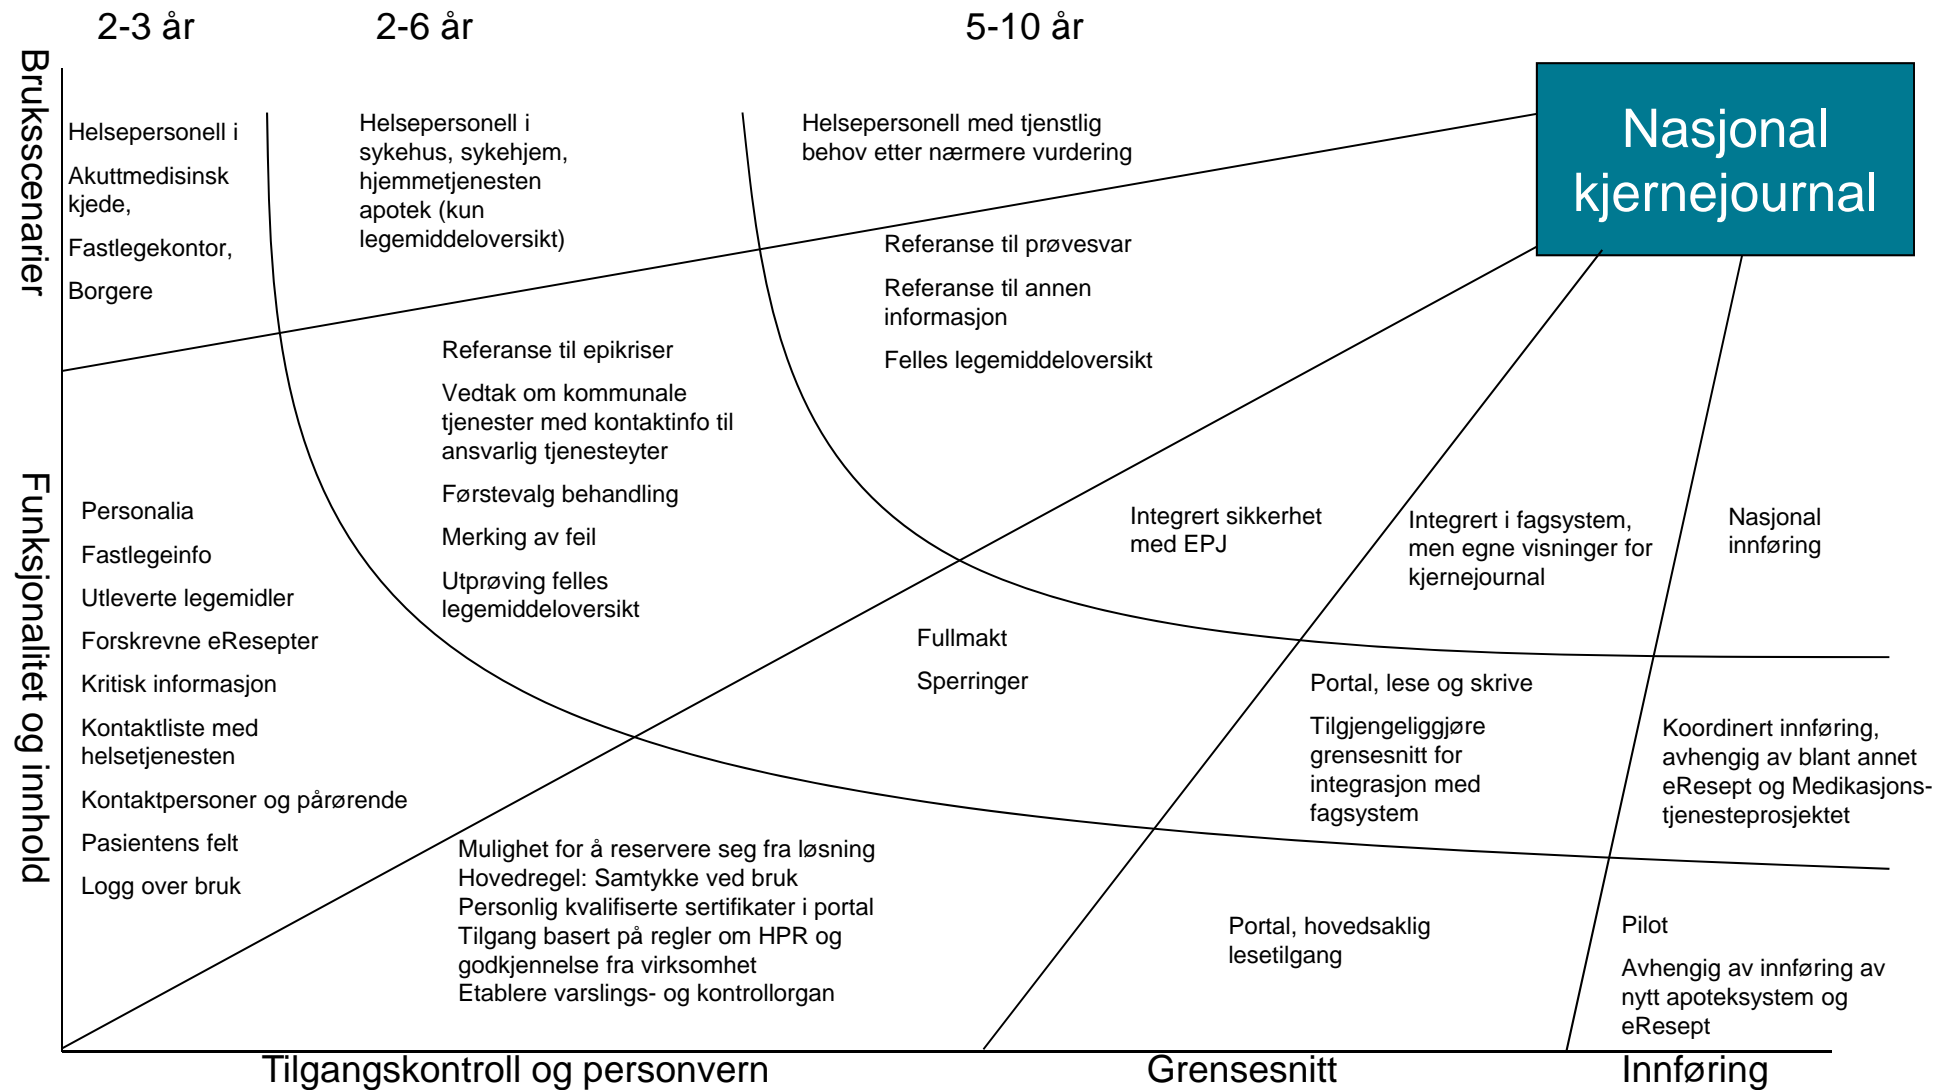 2-3 år
2-6 år
5-10 år
Bruksscenarier
Helsepersonell i
Akuttmedisinsk
kjede,
Fastlegekontor,
Borgere
Helsepersonell i
sykehus, sykehjem,
hjemmetjenesten
apotek (kun
legemiddeloversikt)
Helsepersonell med tjenstlig
behov etter nærmere vurdering
Nasjonal
kjernejournal
Funksjonalitet og innhold
Personalia
Fastlegeinfo
Utleverte legemidler
Forskrevne eResepter
Kritisk informasjon
Kontaktliste med
helsetjenesten
Kontaktpersoner og pårørende
Pasientens felt
Logg over bruk
Referanse til epikriser
Vedtak om kommunale
tjenester med kontaktinfo til
ansvarlig tjenesteyter
Førstevalg behandling
Merking av feil
Utprøving felles
legemiddeloversikt
Referanse til prøvesvar
Referanse til annen
informasjon
Felles legemiddeloversikt
Mulighet for å reservere seg fra løsning
Hovedregel: Samtykke ved bruk
Personlig kvalifiserte sertifikater i portal
Tilgang basert på regler om HPR og
godkjennelse fra virksomhet
Etablere varslings- og kontrollorgan
Fullmakt
Sperringer
Integrert sikkerhet
med EPJ
Portal, hovedsaklig
lesetilgang
Portal, lese og skrive
Tilgjengeliggjøre
grensesnitt for
integrasjon med
fagsystem
Integrert i fagsystem,
men egne visninger for
kjernejournal
Pilot
Avhengig av innføring av
nytt apoteksystem og
eResept
Koordinert innføring,
avhengig av blant annet
eResept og Medikasjons-
tjenesteprosjektet
Nasjonal
innføring
Tilgangskontroll og personvern
Grensesnitt
Innføring